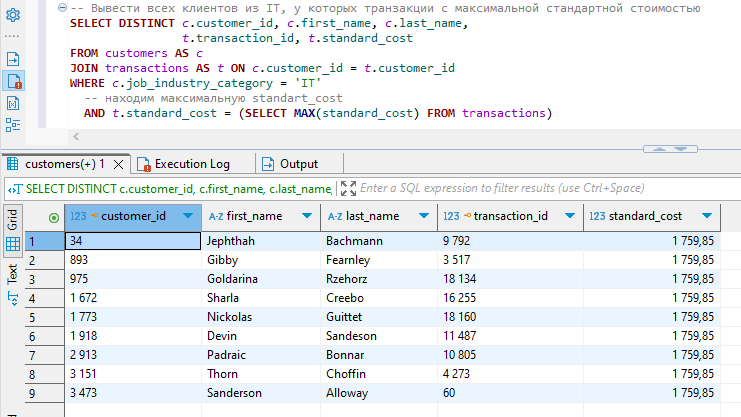 -- Вывести всех клиентов из IT, у которых транзакции с максимальной стандартной стоимостью
SELECT DISTINCT c.customer_id, c.first_name, c.last_name,
t.transaction_id, t.standard_cost
FROM customers AS c
JOIN transactions AS t ON c.customer_id = t.customer_id
WHERE c.job_industry_category = 'IT'
-- находим максимальную standart_cost
AND t.standard_cost = (SELECT MAX(standard_cost) FROM transactions)
customers(+) 1 Execution Log Output
SELECT DISTINCT c.customer_id, c.first_name, c.last_name, Enter a SQL expression to filter results (use Ctrl+Space)
Grid
Text
123 customer_id A-Z first_name A-Z last_name 123 transaction_id 123 standard_cost
1 34 Jephthah Bachmann 9 792 1 759,85
2 893 Gibby Fearnley 3 517 1 759,85
3 975 Goldarina Rzehorz 18 134 1 759,85
4 1 672 Sharla Creebo 16 255 1 759,85
5 1 773 Nickolas Guittet 18 160 1 759,85
6 1 918 Devin Sandeson 11 487 1 759,85
7 2 913 Padraic Bonnar 10 805 1 759,85
8 3 151 Thorn Choffin 4 273 1 759,85
9 3 473 Sanderson Alloway 60 1 759,85